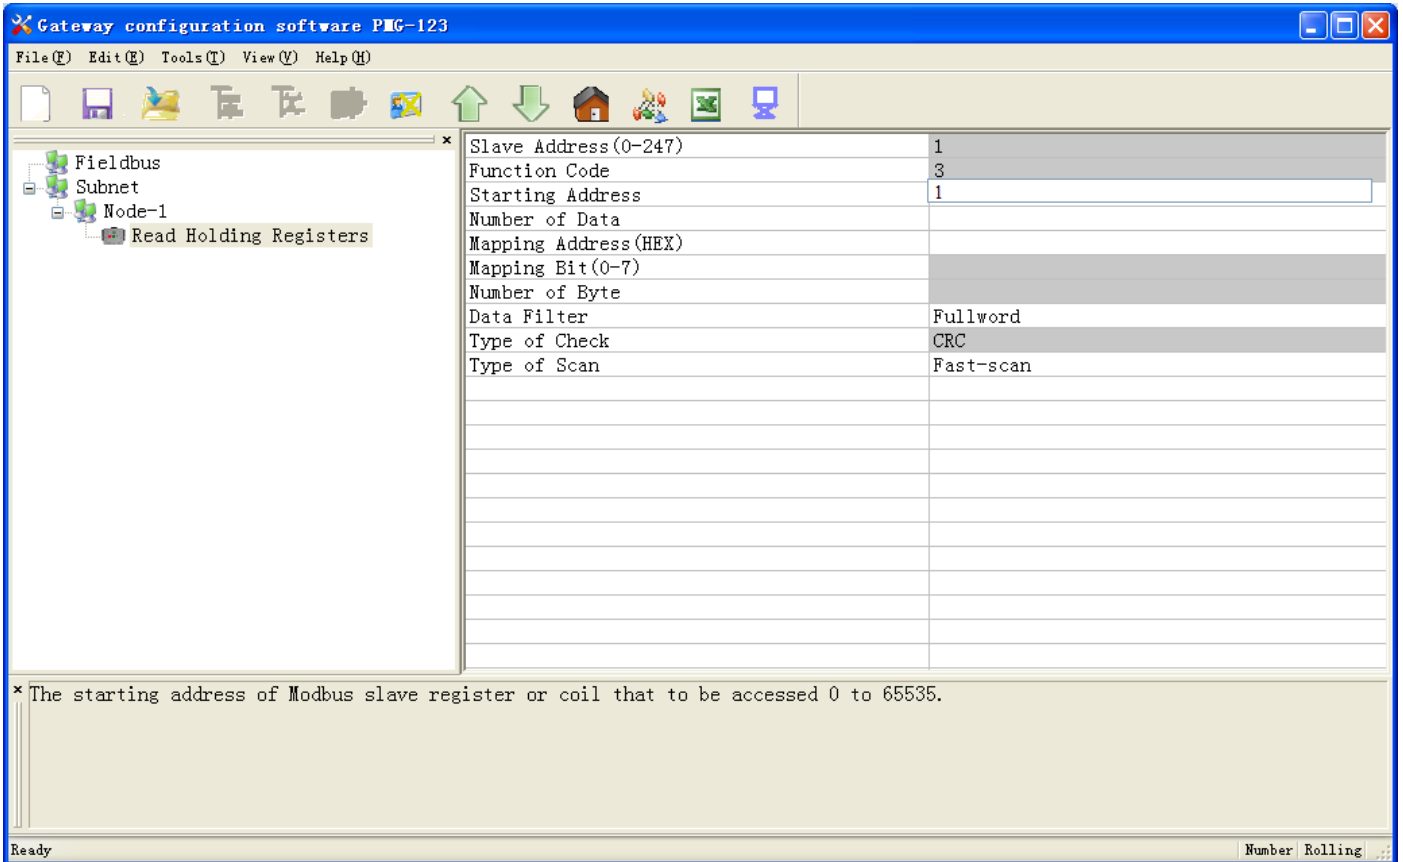 Gateway configuration software PMG-123
File(F) Edit(E) Tools(T) View(V) Help(H)
Fieldbus
Subnet
Node-1
Read Holding Registers
Slave Address(0-247) 1
Function Code 3
Starting Address 1
Number of Data
Mapping Address(HEX)
Mapping Bit(0-7)
Number of Byte
Data Filter Fullword
Type of Check CRC
Type of Scan Fast-scan
The starting address of Modbus slave register or coil that to be accessed 0 to 65535.
Ready Number Rolling